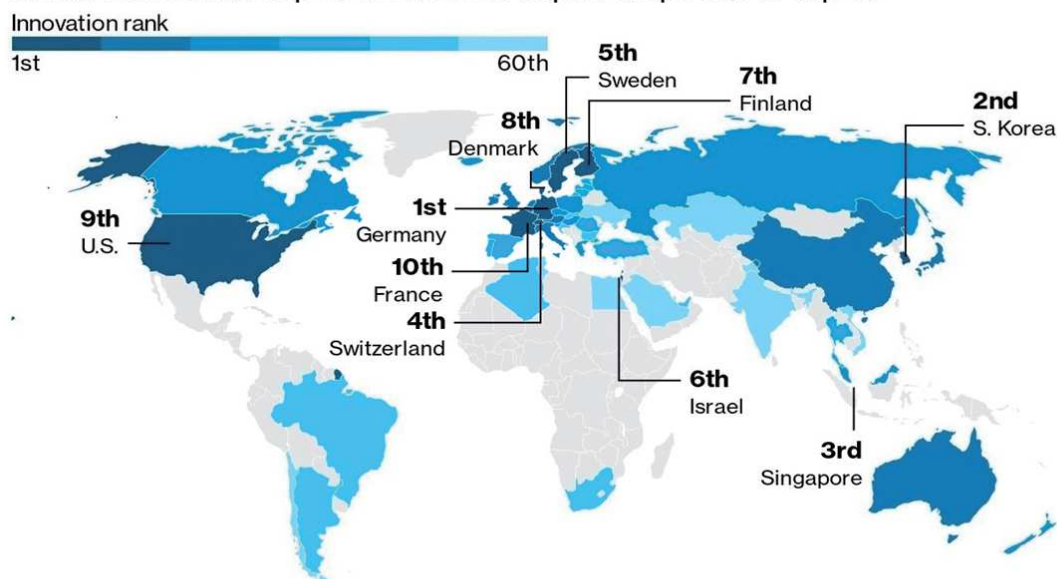 Innovation rank
1st 60th
5th
Sweden
7th
Finland
2nd
S. Korea
8th
Denmark
9th
U.S.
1st
Germany
10th
France
4th
Switzerland
6th
Israel
3rd
Singapore